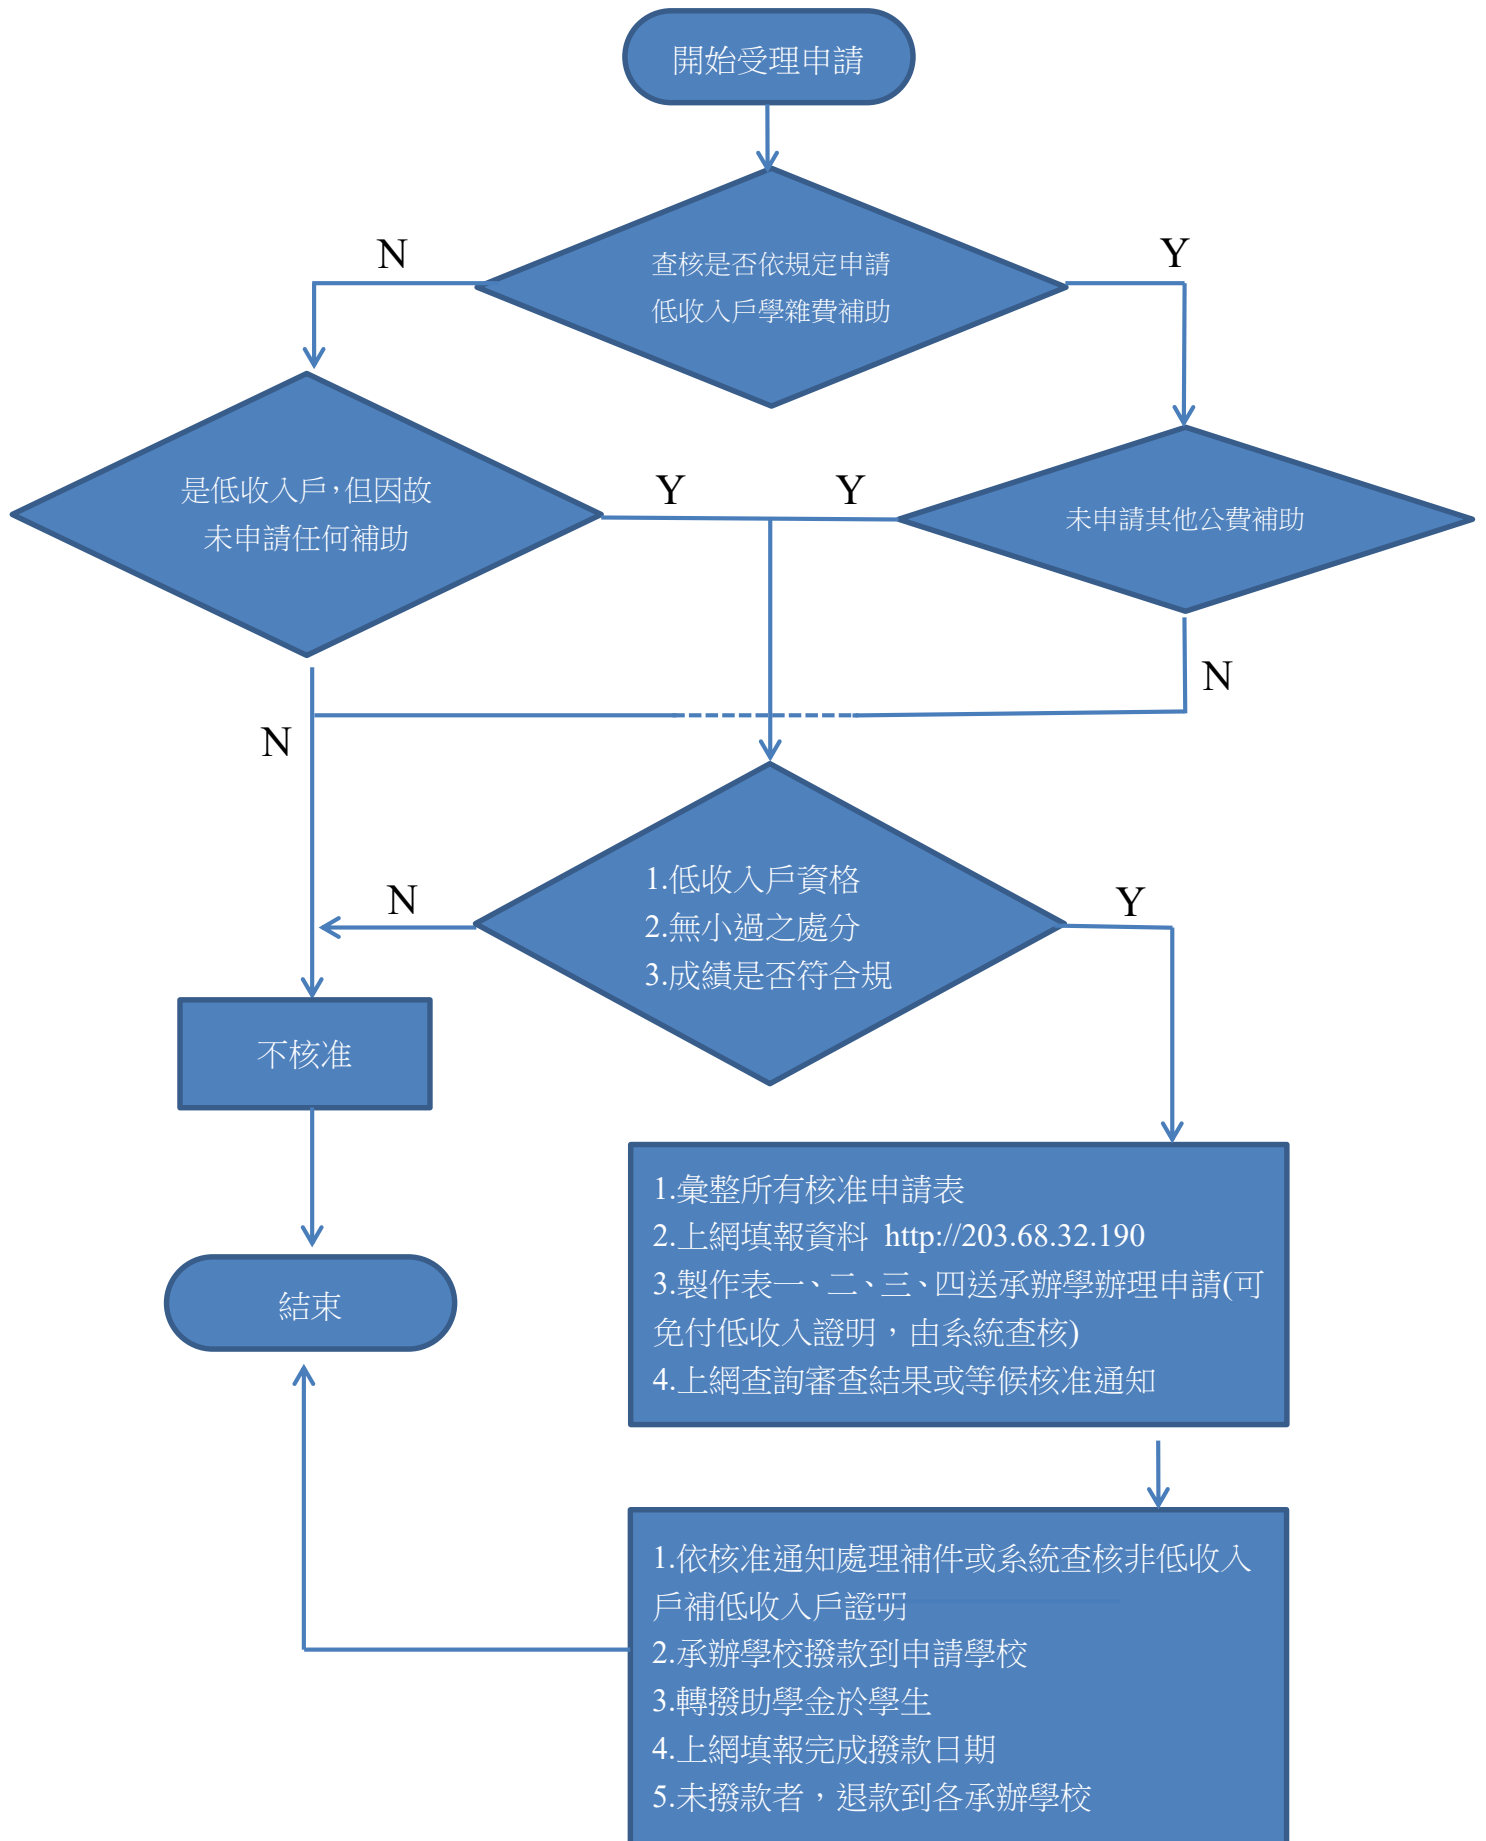 開始受理申請
N
Y
查核是否依規定申請
低收入戶學雜費補助
是低收入戶，但因故
未申請任何補助
Y
Y
未申請其他公費補助
N
N
1.低收入戶資格
2.無小過之處分
3.成績是否符合規
N
Y
不核准
1.彙整所有核准申請表
2.上網填報資料 http://203.68.32.190
3.製作表一、二、三、四送承辦學辦理申請(可
免付低收入證明，由系統查核)
4.上網查詢審查結果或等候核准通知
結束
1.依核准通知處理補件或系統查核非低收入
戶補低收入戶證明
2.承辦學校撥款到申請學校
3.轉撥助學金於學生
4.上網填報完成撥款日期
5.未撥款者，退款到各承辦學校